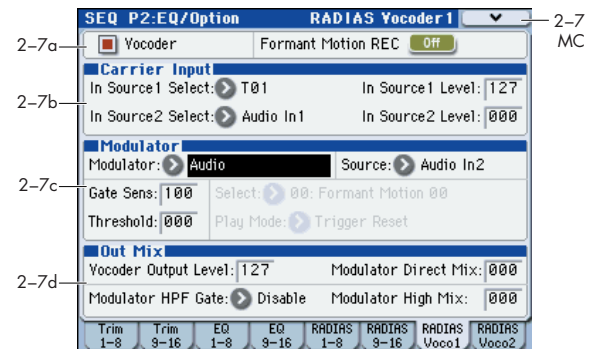 SEQ P2:EQ/Option RADIAS Vocoder1
2-7
MC
2-7a
Vocoder Formant Motion REC Off
Carrier Input
2-7b
In Source1 Select: T01 In Source1 Level: 127
In Source2 Select: Audio In1 In Source2 Level: 000
Modulator
Modulator: Audio Source: Audio In2
2-7c
Gate Sens: 100 Select: 00: Formant Motion 00
Threshold: 000 Play Mode: Trigger Reset
Out Mix
2-7d
Vocoder Output Level: 127 Modulator Direct Mix: 000
Modulator HPF Gate: Disable Modulator High Mix: 000
Trim 1-8 Trim 9-16 EQ 1-8 EQ 9-16 RADIAS 1-8 RADIAS 9-16 RADIAS Voco1 RADIAS Voco2